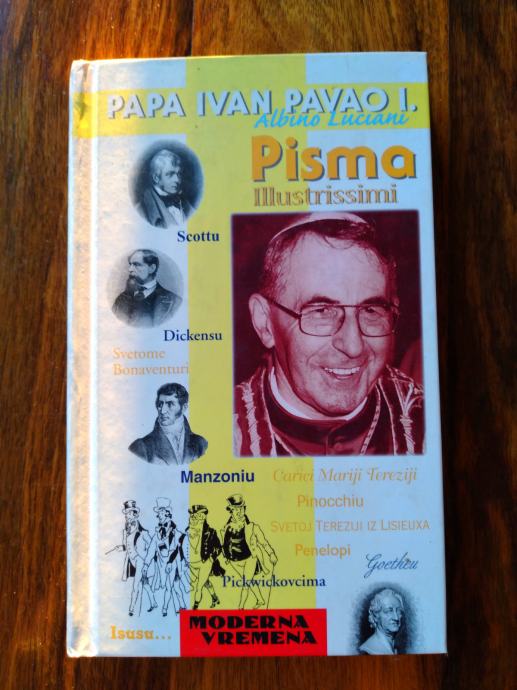 PAPA IVAN PAVAO I.
Albino Luciani
Pisma
Illustrissimi
Scottu
Dickensu
Svetome
Bonaventuri
Manzoniu
Carici Mariji Tereziji
Pinocchiu
SVETOJ TEREZIJI IZ LISIEUXA
Penelopi
Goetheu
Pickwickovcima
Isusu...
MODERNA
VREMENA